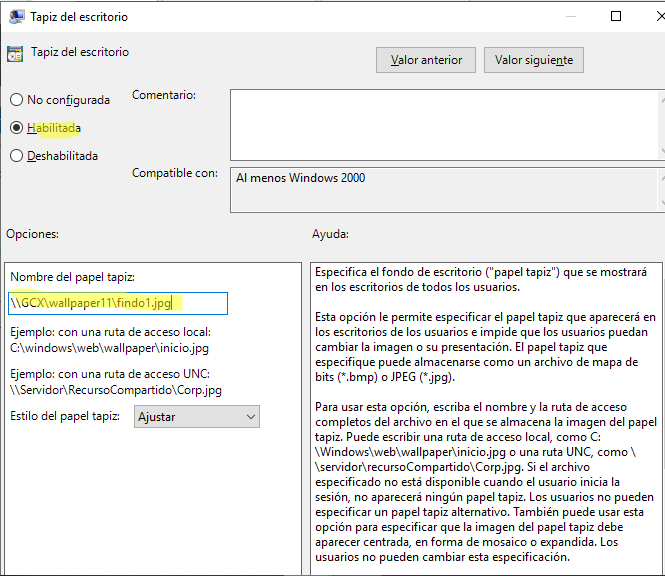 Tapiz del escritorio
Tapiz del escritorio
Valor anterior
Valor siguiente
No configurada
Comentario:
Habilitada
Deshabilitada
Compatible con:
Al menos Windows 2000
Opciones:
Ayuda:
Nombre del papel tapiz:
\\GCX\wallpaper11\findo1.jpg
Ejemplo: con una ruta de acceso local:
C:\windows\web\wallpaper\inicio.jpg
Ejemplo: con una ruta de acceso UNC:
\\Servidor\RecursoCompartido\Corp.jpg
Estilo del papel tapiz:
Ajustar
Especifica el fondo de escritorio ("papel tapiz") que se mostrará
en los escritorios de todos los usuarios.
Esta opción le permite especificar el papel tapiz que aparecerá en
los escritorios de los usuarios e impide que los usuarios puedan
cambiar la imagen o su presentación. El papel tapiz que
especifique puede almacenarse como un archivo de mapa de
bits (*.bmp) o JPEG (*.jpg).
Para usar esta opción, escriba el nombre y la ruta de acceso
completos del archivo en el que se almacena la imagen del papel
tapiz. Puede escribir una ruta de acceso local, como C:
\Windows\web\wallpaper\inicio.jpg o una ruta UNC, como \
\servidor\recursoCompartido\Corp.jpg. Si el archivo
especificado no está disponible cuando el usuario inicia la
sesión, no aparecerá ningún papel tapiz. Los usuarios no pueden
especificar un papel tapiz alternativo. También puede usar esta
opción para especificar que la imagen del papel tapiz debe
aparecer centrada, en forma de mosaico o expandida. Los
usuarios no pueden cambiar esta especificación.